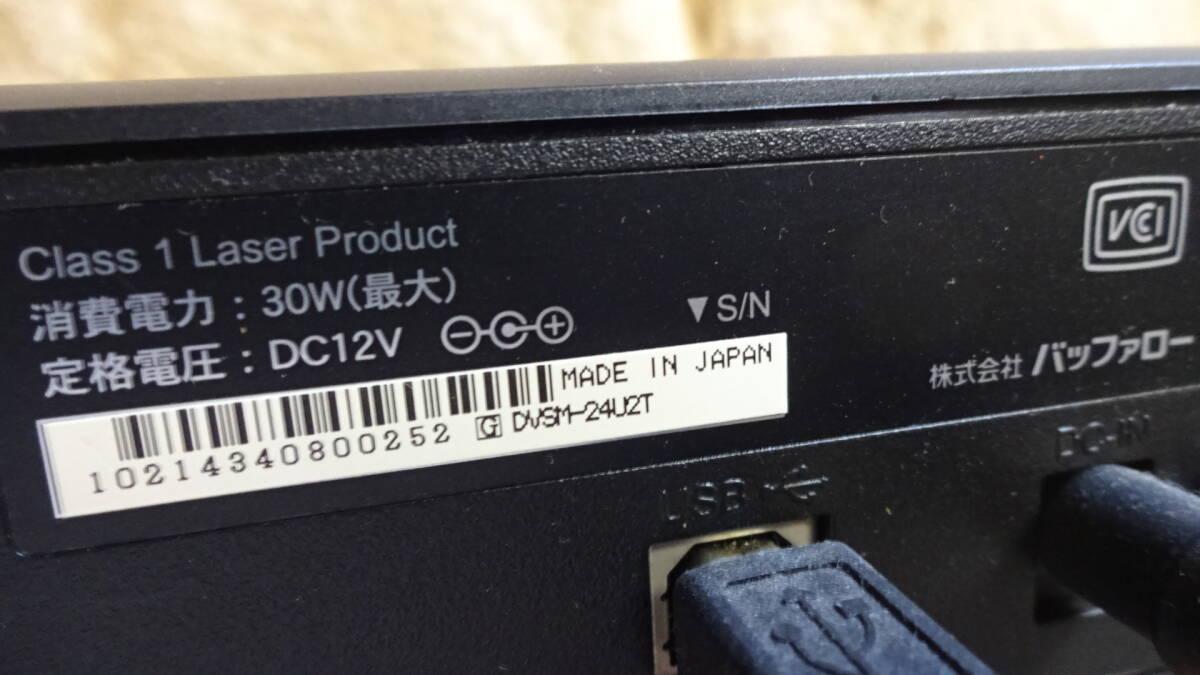 Class 1 Laser Product
消費電力：30W(最大)
定格電圧：DC12V
▼S/N
MADE IN JAPAN
10214340800252 G DVSM-24U2T
VCCI
株式会社 バッファロー
USB
DC-IN